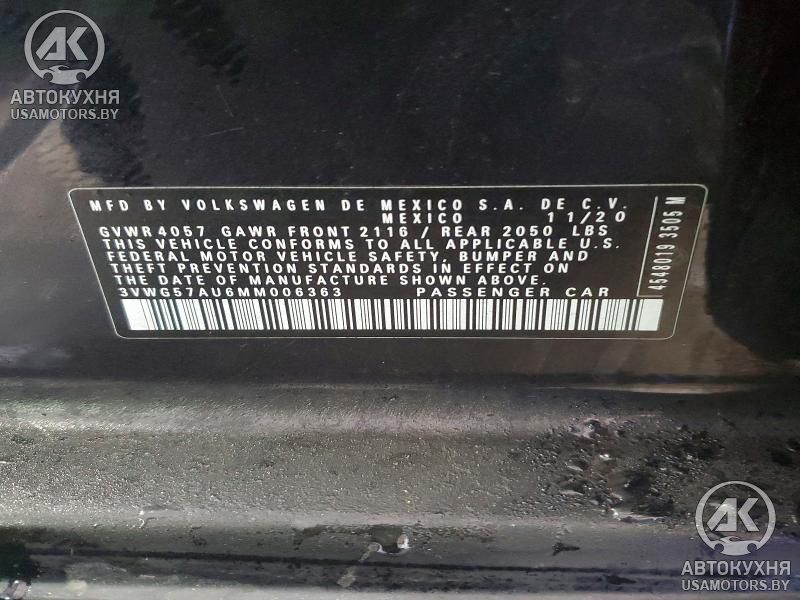 AK
АВТОКУХНЯ
USAMOTORS.BY
MFD BY VOLKSWAGEN DE MEXICO S.A. DE C.V.
MEXICO 11/20
GVWR 4057 GAWR FRONT 2116 / REAR 2050 LBS
THIS VEHICLE CONFORMS TO ALL APPLICABLE U.S.
FEDERAL MOTOR VEHICLE SAFETY, BUMPER AND
THEFT PREVENTION STANDARDS IN EFFECT ON
THE DATE OF MANUFACTURE SHOWN ABOVE.
3VWG57AU6MM006363 PASSENGER CAR
4548019 3505 M
AK
АВТОКУХНЯ
USAMOTORS.BY